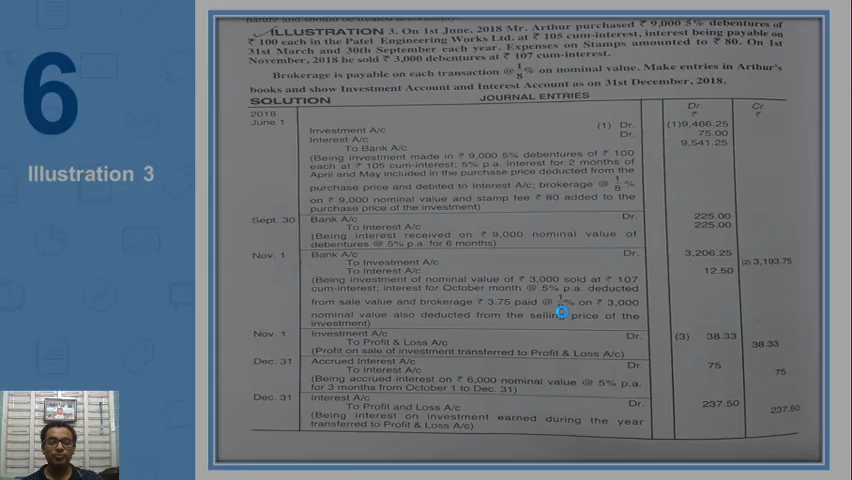 6
Illustration 3
nature and should be treated accordingly.
ILLUSTRATION 3. On 1st June, 2018 Mr. Arthur purchased ₹ 9,000 5% debentures of
₹ 100 each in the Patel Engineering Works Ltd. at ₹ 105 cum-interest, interest being payable on
31st March and 30th September each year. Expenses on Stamps amounted to ₹ 80. On 1st
November, 2018 he sold ₹ 3,000 debentures at ₹ 107 cum-interest.
Brokerage is payable on each transaction @ 1/8% on nominal value. Make entries in Arthur's
books and show Investment Account and Interest Account as on 31st December, 2018.
SOLUTION JOURNAL ENTRIES
Dr. Cr.
₹ ₹
2018
June 1
Investment A/c (1) Dr. (1)9,466.25
Interest A/c Dr. 75.00
To Bank A/c 9,541.25
(Being investment made in ₹ 9,000 5% debentures of ₹ 100
each at ₹ 105 cum-interest; 5% p.a. interest for 2 months of
April and May included in the purchase price deducted from the
purchase price and debited to Interest A/c; brokerage @ 1/8%
on ₹ 9,000 nominal value and stamp fee ₹ 80 added to the
purchase price of the investment)
Sept. 30 Bank A/c Dr. 225.00
To Interest A/c 225.00
(Being interest received on ₹ 9,000 nominal value of
debentures @ 5% p.a. for 6 months)
Nov. 1 Bank A/c Dr. 3,206.25
To Investment A/c (2) 3,193.75
To Interest A/c 12.50
(Being investment of nominal value of ₹ 3,000 sold at ₹ 107
cum-interest; interest for October month @ 5% p.a. deducted
from sale value and brokerage ₹ 3.75 paid @ % on ₹ 3,000
nominal value also deducted from the selling price of the
investment)
Nov. 1 Investment A/c Dr. (3) 38.33
To Profit & Loss A/c 38.33
(Profit on sale of investment transferred to Profit & Loss A/c)
Dec. 31 Accrued Interest A/c Dr. 75
To Interest A/c 75
(Being accrued interest on ₹ 6,000 nominal value @ 5% p.a.
for 3 months from October 1 to Dec. 31)
Dec. 31 Interest A/c Dr. 237.50
To Profit and Loss A/c 237.50
(Being interest on investment earned during the year
transferred to Profit & Loss A/c)